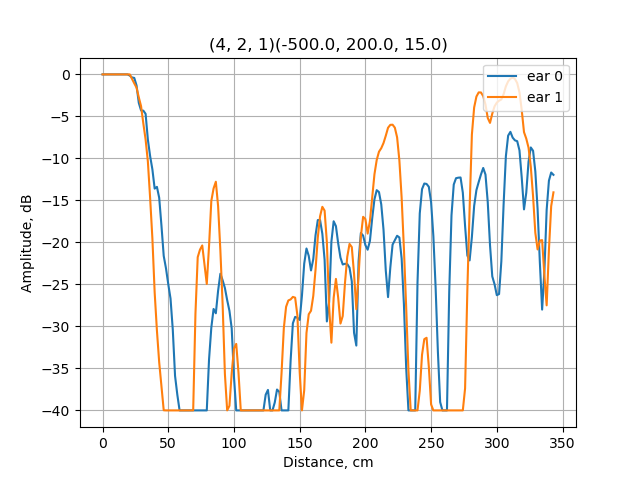 (4, 2, 1)(-500.0, 200.0, 15.0)
ear 0
ear 1
0
−5
−10
−15
−20
−25
−30
−35
−40
Amplitude, dB
0 50 100 150 200 250 300 350
Distance, cm